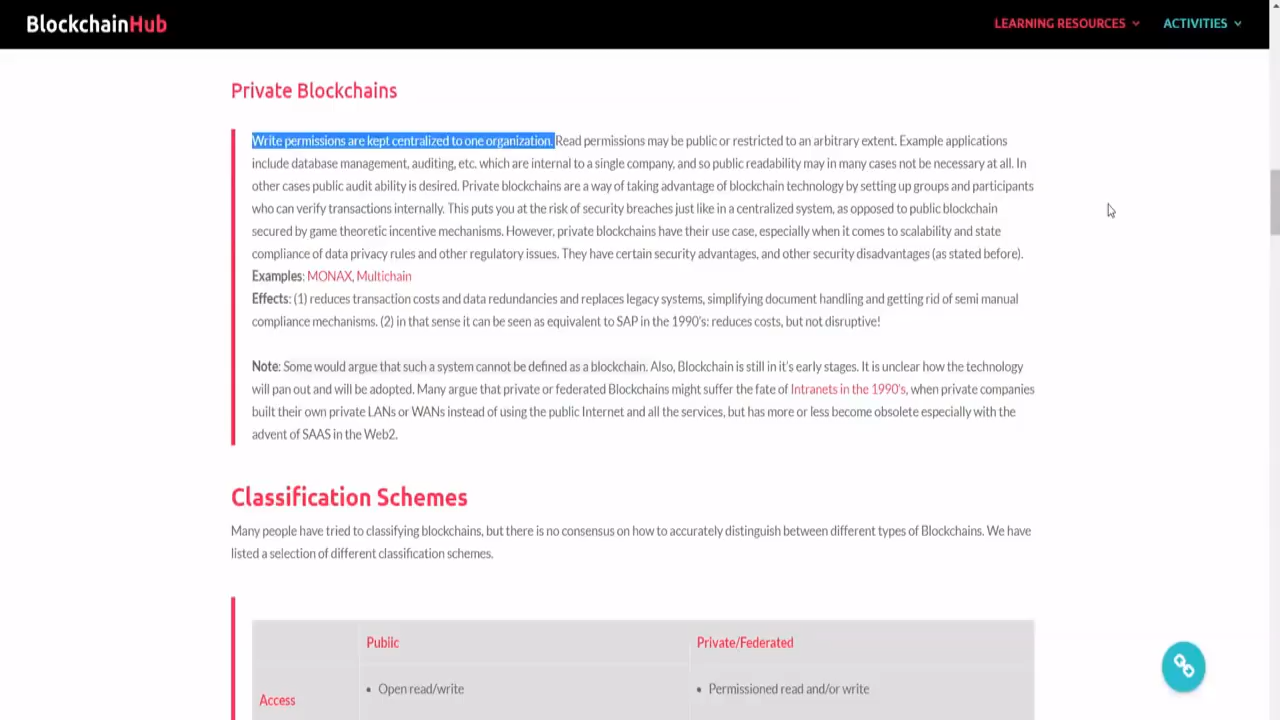 BlockchainHub
LEARNING RESOURCES
ACTIVITIES
Private Blockchains
Write permissions are kept centralized to one organization. Read permissions may be public or restricted to an arbitrary extent. Example applications
include database management, auditing, etc. which are internal to a single company, and so public readability may in many cases not be necessary at all. In
other cases public audit ability is desired. Private blockchains are a way of taking advantage of blockchain technology by setting up groups and participants
who can verify transactions internally. This puts you at the risk of security breaches just like in a centralized system, as opposed to public blockchain
secured by game theoretic incentive mechanisms. However, private blockchains have their use case, especially when it comes to scalability and state
compliance of data privacy rules and other regulatory issues. They have certain security advantages, and other security disadvantages (as stated before).
Examples: MONAX, Multichain
Effects: (1) reduces transaction costs and data redundancies and replaces legacy systems, simplifying document handling and getting rid of semi manual
compliance mechanisms. (2) in that sense it can be seen as equivalent to SAP in the 1990's: reduces costs, but not disruptive!
Note: Some would argue that such a system cannot be defined as a blockchain. Also, Blockchain is still in it's early stages. It is unclear how the technology
will pan out and will be adopted. Many argue that private or federated Blockchains might suffer the fate of Intranets in the 1990's, when private companies
built their own private LANs or WANs instead of using the public Internet and all the services, but has more or less become obsolete especially with the
advent of SAAS in the Web2.
Classification Schemes
Many people have tried to classifying blockchains, but there is no consensus on how to accurately distinguish between different types of Blockchains. We have
listed a selection of different classification schemes.
Public
Private/Federated
Access
• Open read/write
• Permissioned read and/or write